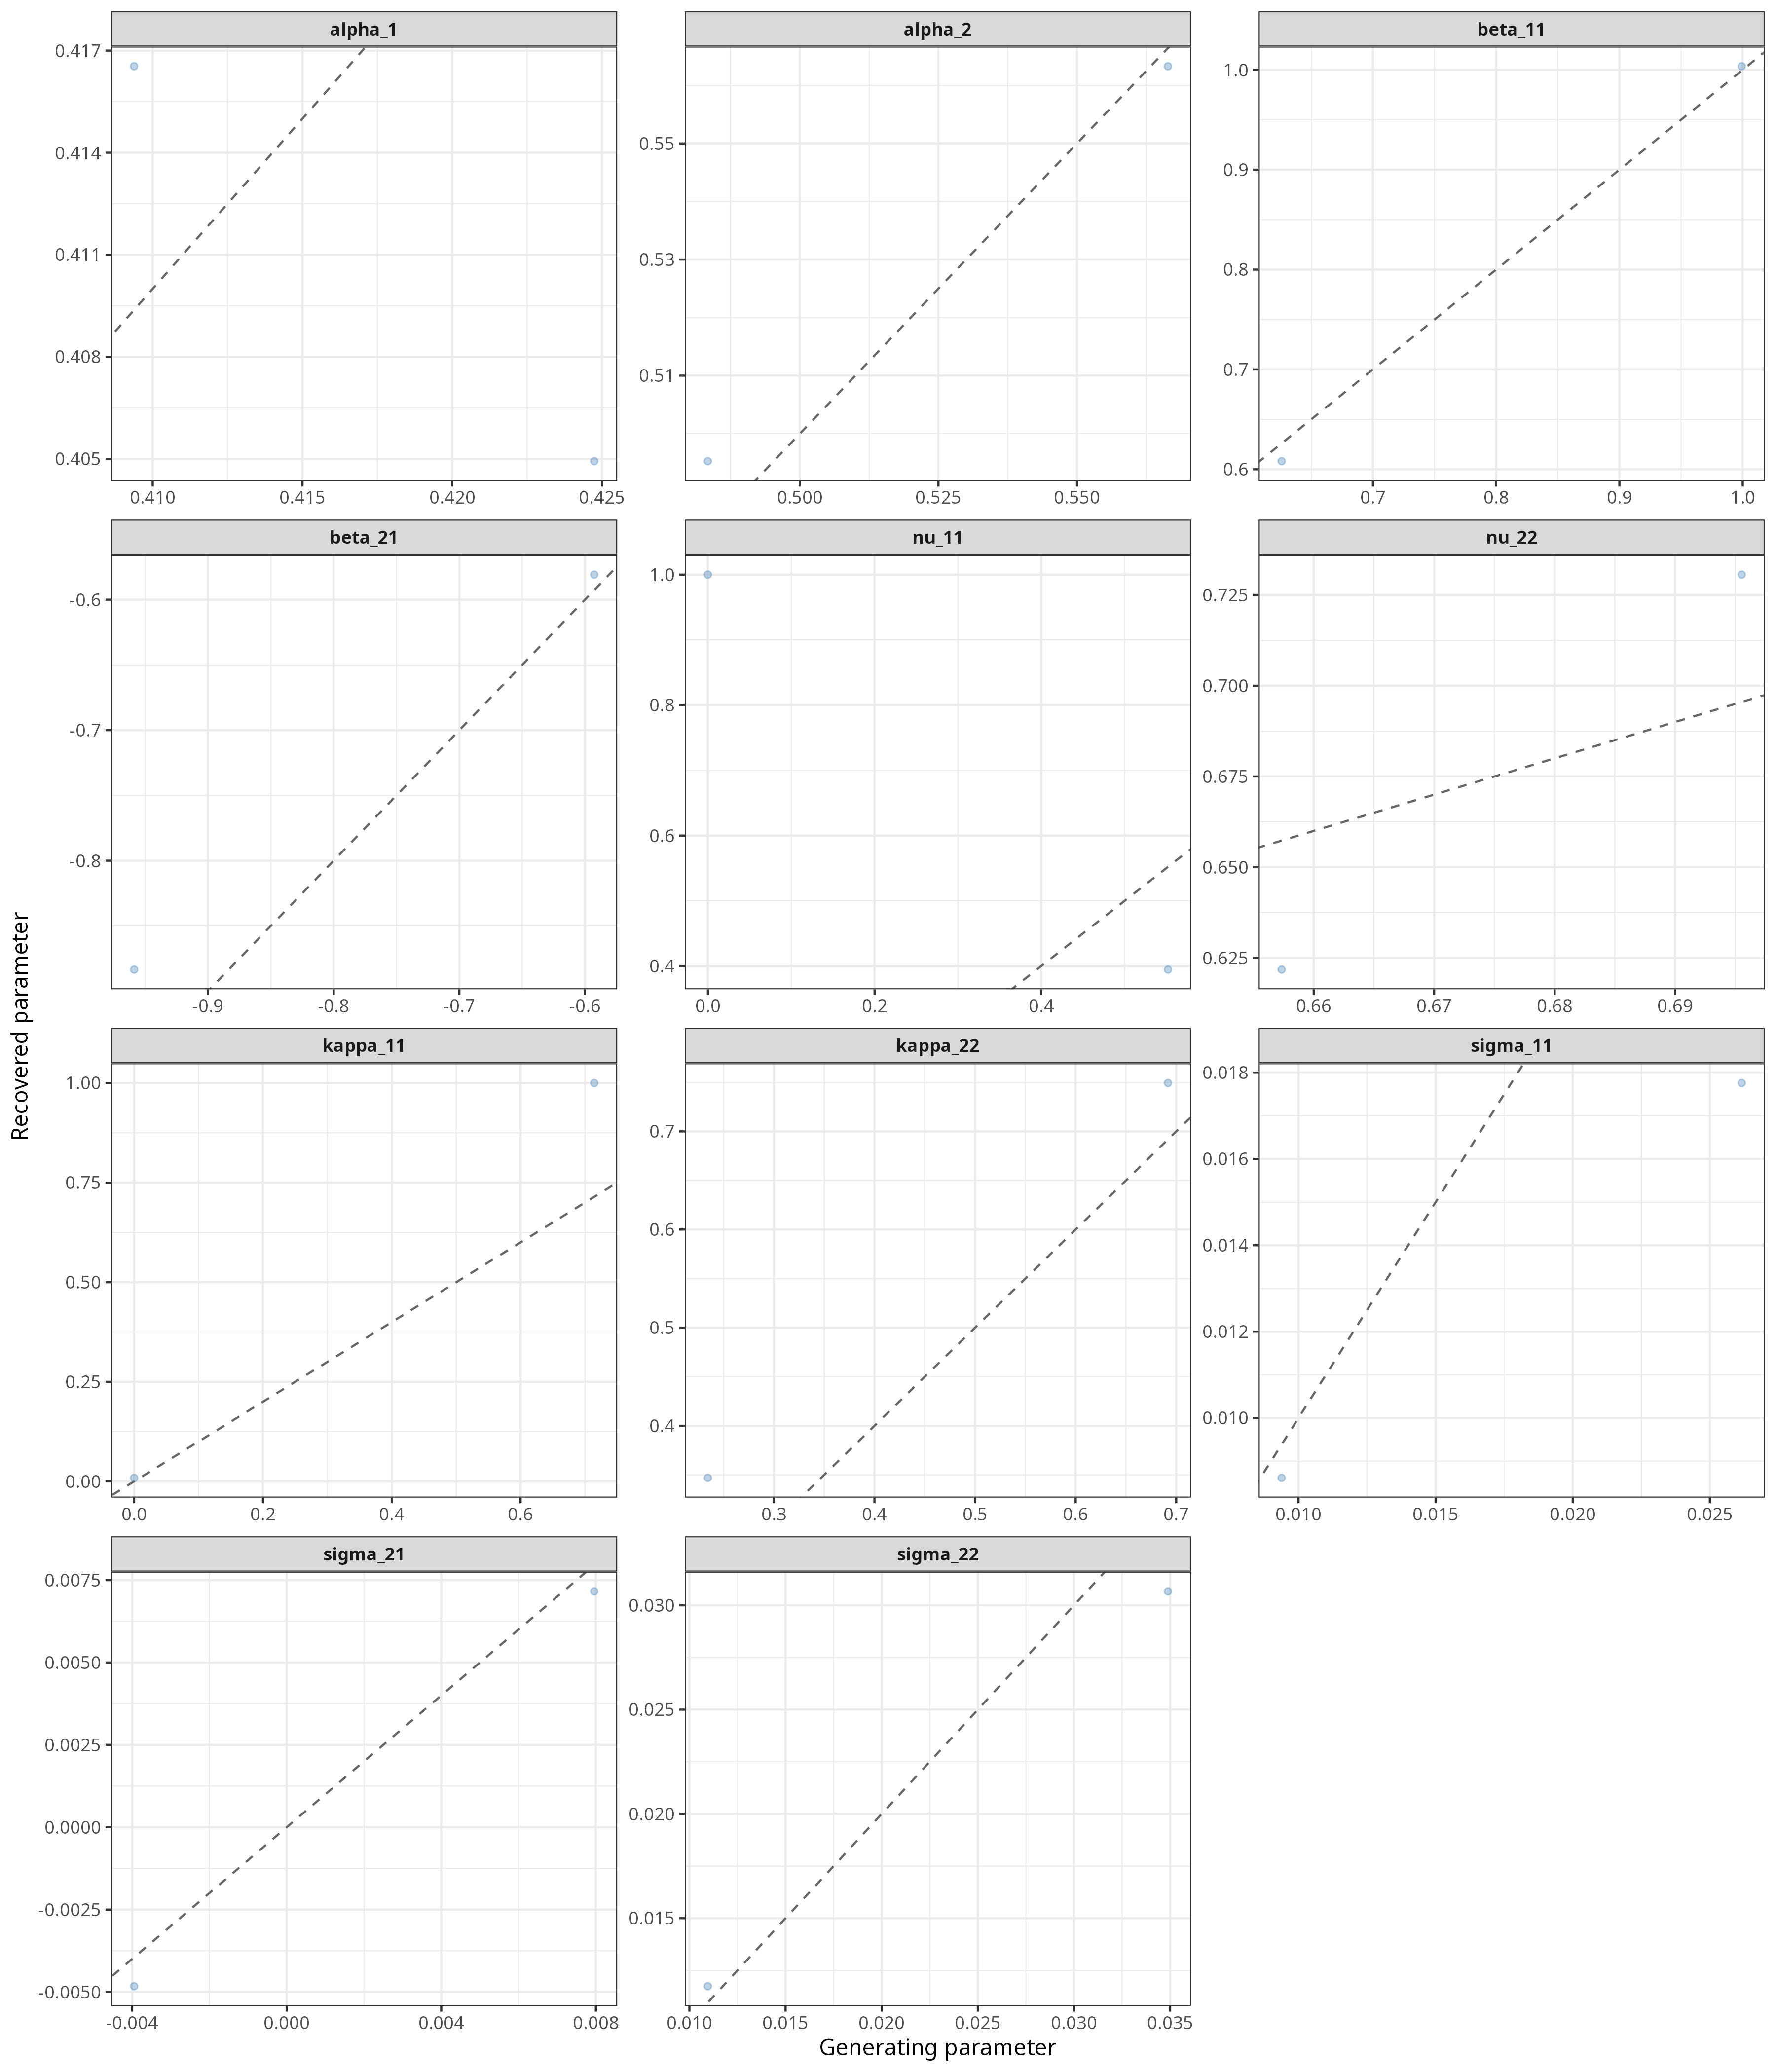 alpha_1 alpha_2 beta_11
0.417
0.414
0.411
0.408
0.405
0.410 0.415 0.420 0.425
0.55
0.53
0.51
0.500 0.525 0.550
1.0
0.9
0.8
0.7
0.6
0.7 0.8 0.9 1.0
beta_21 nu_11 nu_22
-0.6
-0.7
-0.8
-0.9 -0.8 -0.7 -0.6
1.0
0.8
0.6
0.4
0.0 0.2 0.4
0.725
0.700
0.675
0.650
0.625
0.66 0.67 0.68 0.69
kappa_11 kappa_22 sigma_11
1.00
0.75
0.50
0.25
0.00
0.0 0.2 0.4 0.6
0.7
0.6
0.5
0.4
0.3 0.4 0.5 0.6 0.7
0.018
0.016
0.014
0.012
0.010
0.010 0.015 0.020 0.025
sigma_21 sigma_22
0.0075
0.0050
0.0025
0.0000
-0.0025
-0.0050
-0.004 0.000 0.004 0.008
0.030
0.025
0.020
0.015
0.010 0.015 0.020 0.025 0.030 0.035
Recovered parameter
Generating parameter